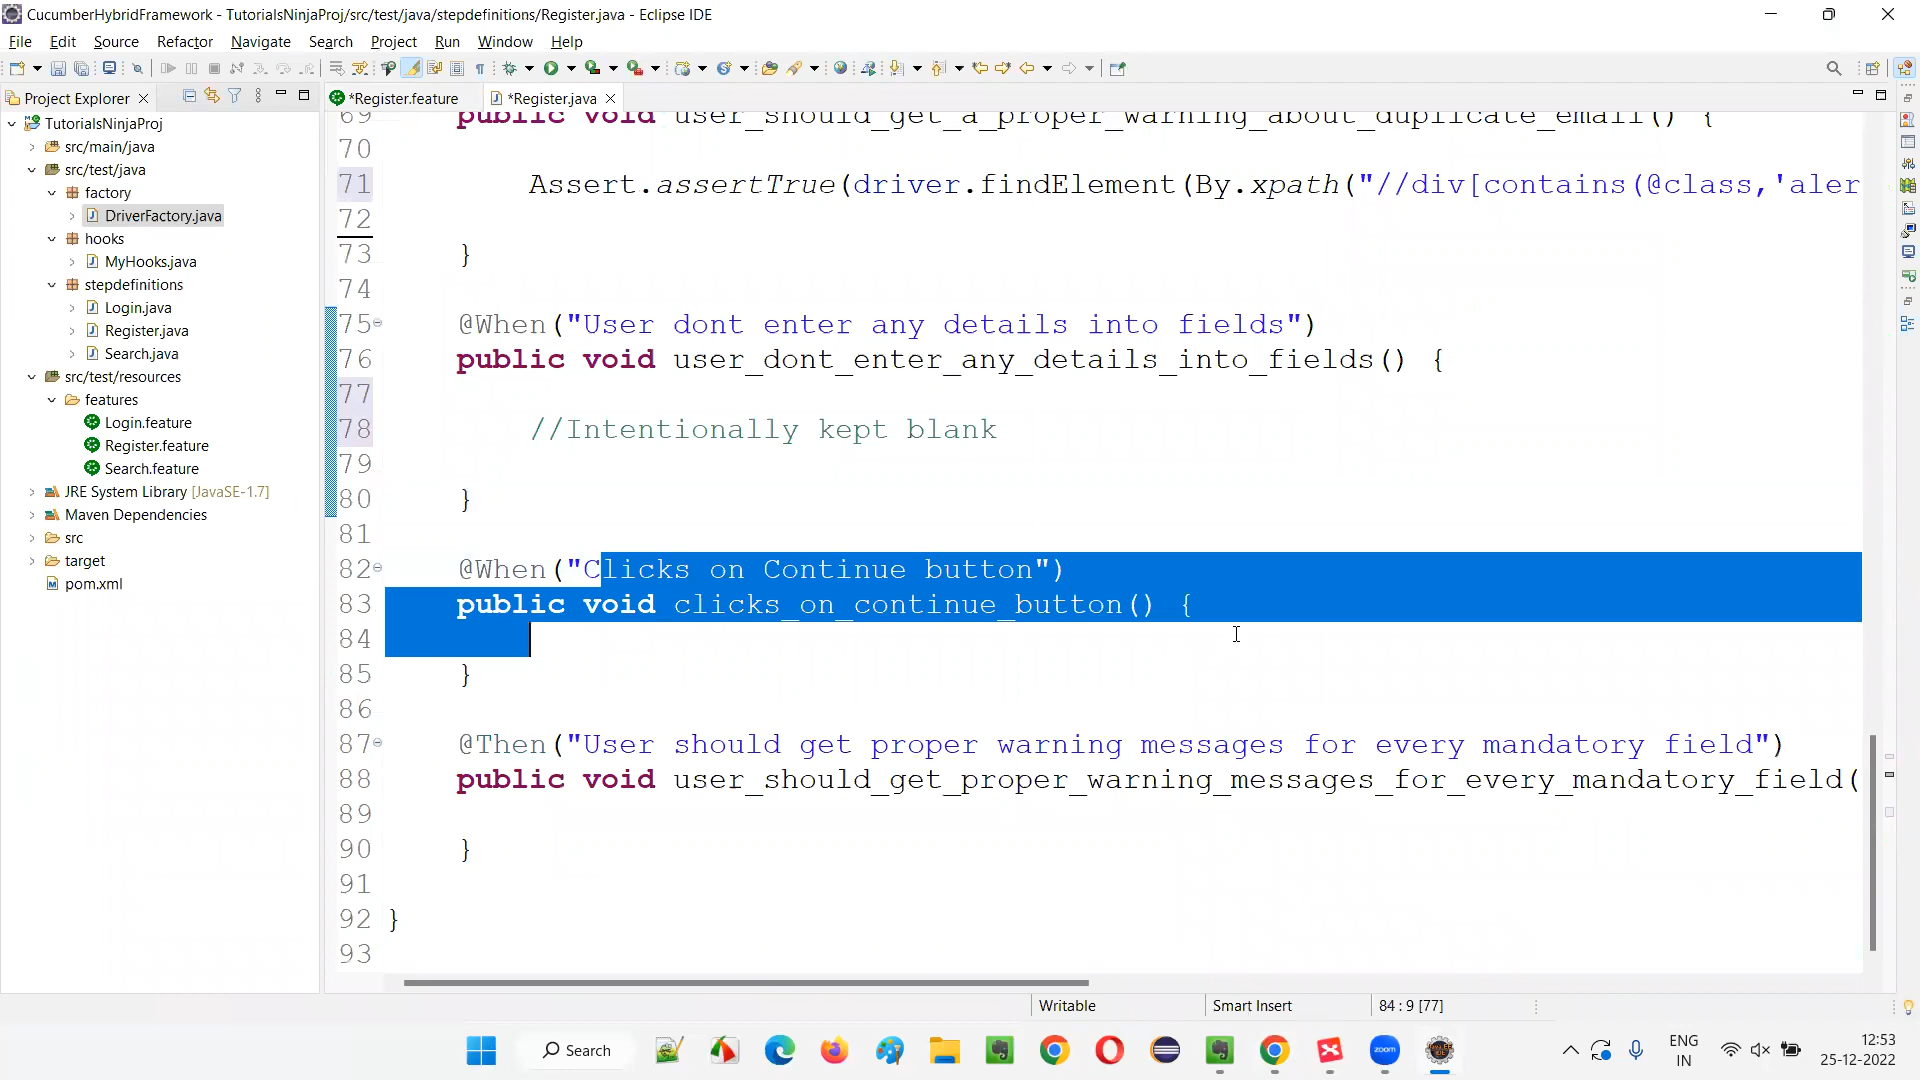 CucumberHybridFramework - TutorialsNinjaProj/src/test/java/stepdefinitions/Register.java - Eclipse IDE
File Edit Source Refactor Navigate Search Project Run Window Help
Project Explorer
*Register.feature
*Register.java
TutorialsNinjaProj
src/main/java
src/test/java
factory
DriverFactory.java
hooks
MyHooks.java
stepdefinitions
Login.java
Register.java
Search.java
src/test/resources
features
Login.feature
Register.feature
Search.feature
JRE System Library [JavaSE-1.7]
Maven Dependencies
src
target
pom.xml
69 public void user_should_get_a_proper_warning_about_duplicate_email() {
70
71 Assert.assertTrue(driver.findElement(By.xpath("//div[contains(@class,'aler
72
73 }
74
75 @When("User dont enter any details into fields")
76 public void user_dont_enter_any_details_into_fields() {
77
78 //Intentionally kept blank
79
80 }
81
82 @When("Clicks on Continue button")
83 public void clicks_on_continue_button() {
84
85 }
86
87 @Then("User should get proper warning messages for every mandatory field")
88 public void user_should_get_proper_warning_messages_for_every_mandatory_field(
89
90 }
91
92 }
93
Writable
Smart Insert
84 : 9 [77]
Search
zoom
ENG
IN
12:53
25-12-2022